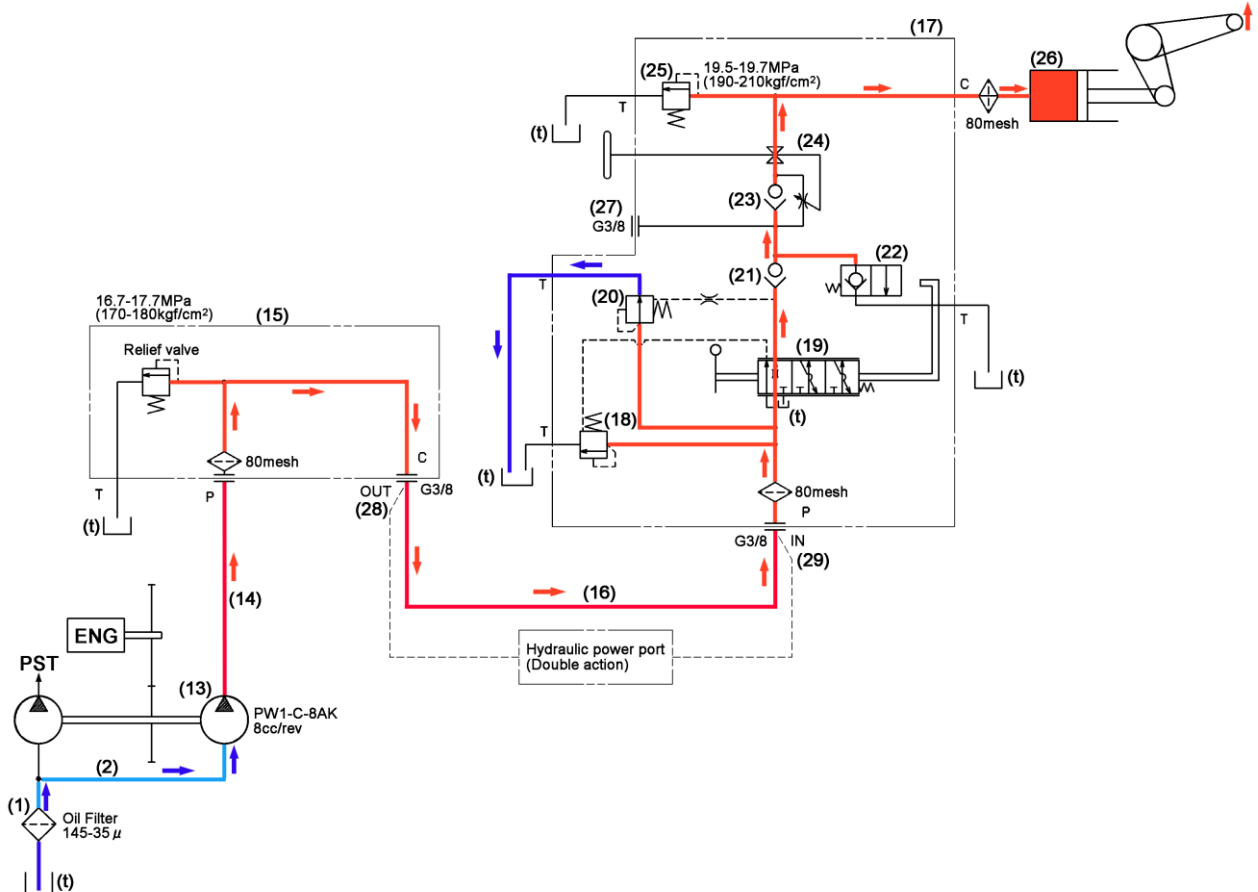 (17)
(26)
(25)
19.5-19.7MPa
(190-210kgf/cm²)
C
80mesh
T
(t)
(24)
(23)
(27)
G3/8
(22)
(21)
T
(20)
T
(t)
16.7-17.7MPa
(170-180kgf/cm²)
(15)
Relief valve
(19)
T
T
T
(t)
(18)
T
(t)
80mesh
C
T
P
OUT
G3/8
(28)
(t)
80mesh
P
G3/8
IN
(29)
(14)
(16)
ENG
Hydraulic power port
(Double action)
PST
(13)
PW1-C-8AK
8cc/rev
(2)
(1)
Oil Filter
145-35μ
(t)